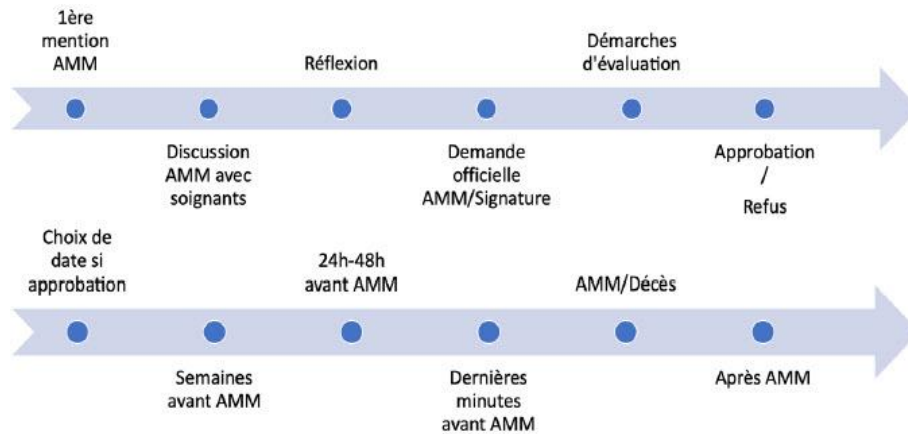 1ère
mention
AMM
Discussion
AMM avec
soignants
Réflexion
Demande
officielle
AMM/Signature
Démarches
d'évaluation
Approbation
/
Refus
Choix de
date si
approbation
Semaines
avant AMM
24h-48h
avant AMM
Dernières
minutes
avant AMM
AMM/Décès
Après AMM